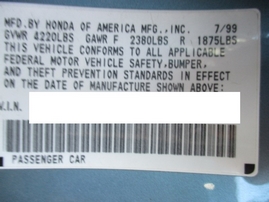 MFD.BY HONDA OF AMERICA MFG.,INC. 7/99
GVWR 4220LBS GAWR F 2380LBS R 1875LBS
THIS VEHICLE CONFORMS TO ALL APPLICABLE
FEDERAL MOTOR VEHICLE SAFETY,BUMPER,
AND THEFT PREVENTION STANDARDS IN EFFECT
ON THE DATE OF MANUFACTURE SHOWN ABOVE:
V.I.N.
PASSENGER CAR